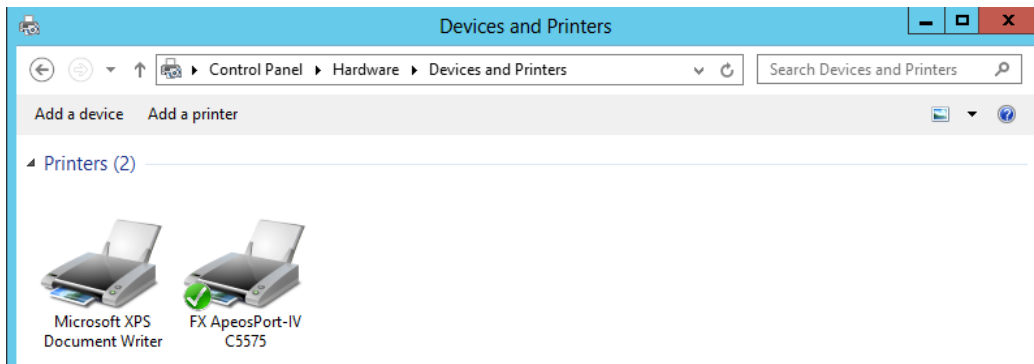 Devices and Printers
Control Panel Hardware Devices and Printers
Search Devices and Printers
Add a device Add a printer
Printers (2)
Microsoft XPS
Document Writer
FX ApeosPort-IV
C5575